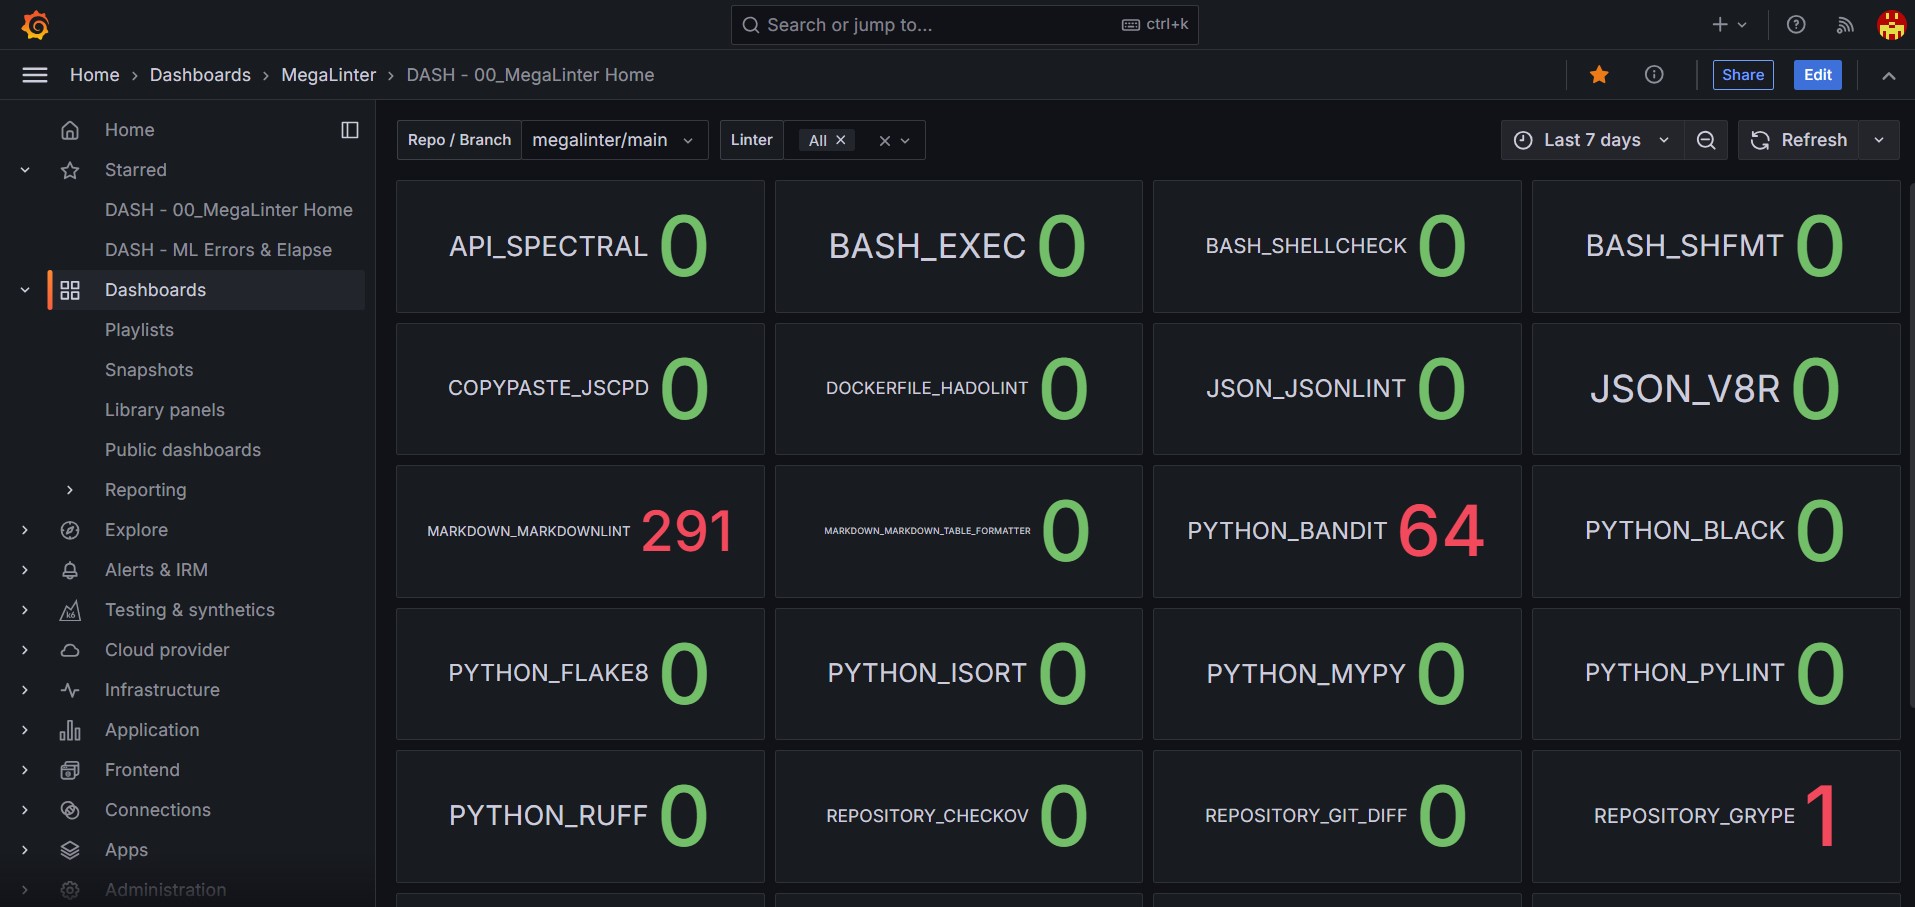 Search or jump to...
ctrl+k
Home
Dashboards
MegaLinter
DASH - 00_MegaLinter Home
Share
Edit
Home
Starred
DASH - 00_MegaLinter Home
DASH - ML Errors & Elapse
Dashboards
Playlists
Snapshots
Library panels
Public dashboards
Reporting
Explore
Alerts & IRM
Testing & synthetics
Cloud provider
Infrastructure
Application
Frontend
Connections
Apps
Administration
Repo / Branch
megalinter/main
Linter
All
Last 7 days
Refresh
API_SPECTRAL 0
BASH_EXEC 0
BASH_SHELLCHECK 0
BASH_SHFMT 0
COPYPASTE_JSCPD 0
DOCKERFILE_HADOLINT 0
JSON_JSONLINT 0
JSON_V8R 0
MARKDOWN_MARKDOWNLINT 291
MARKDOWN_MARKDOWN_TABLE_FORMATTER 0
PYTHON_BANDIT 64
PYTHON_BLACK 0
PYTHON_FLAKE8 0
PYTHON_ISORT 0
PYTHON_MYPY 0
PYTHON_PYLINT 0
PYTHON_RUFF 0
REPOSITORY_CHECKOV 0
REPOSITORY_GIT_DIFF 0
REPOSITORY_GRYPE 1